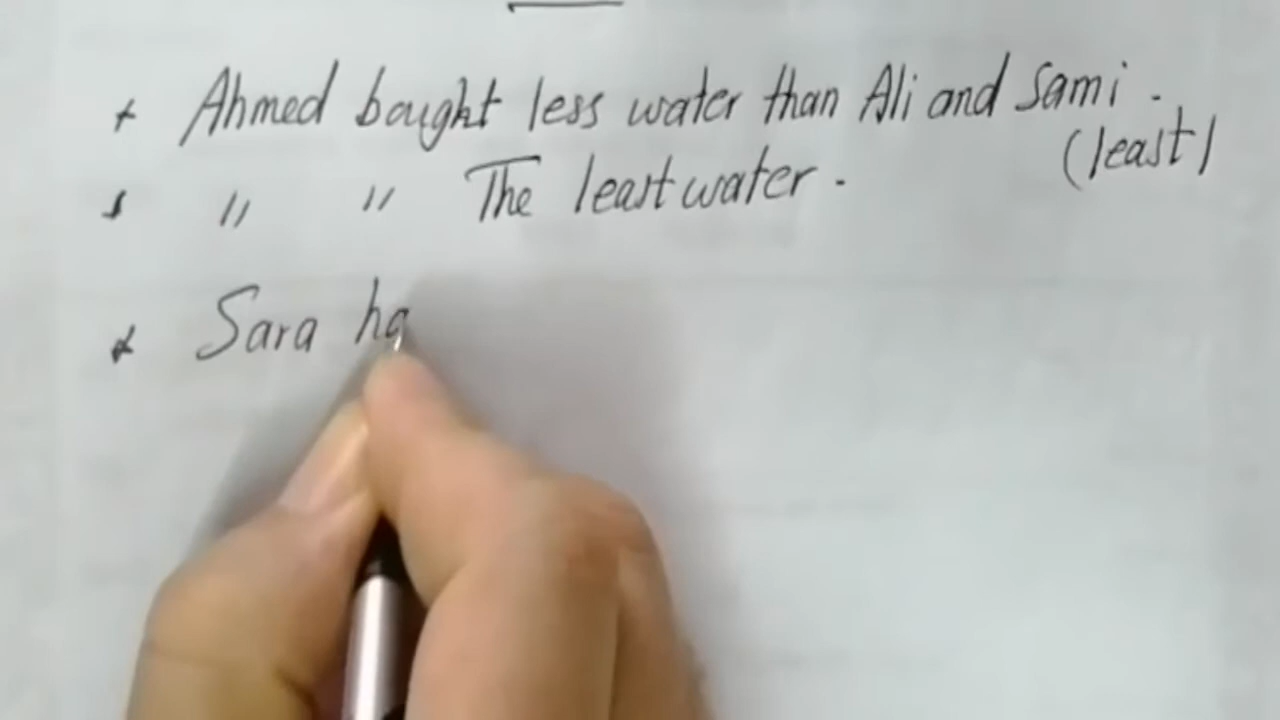 + Ahmed bought less water than Ali and Sami.
(least)
" " The least water.
Sara ha